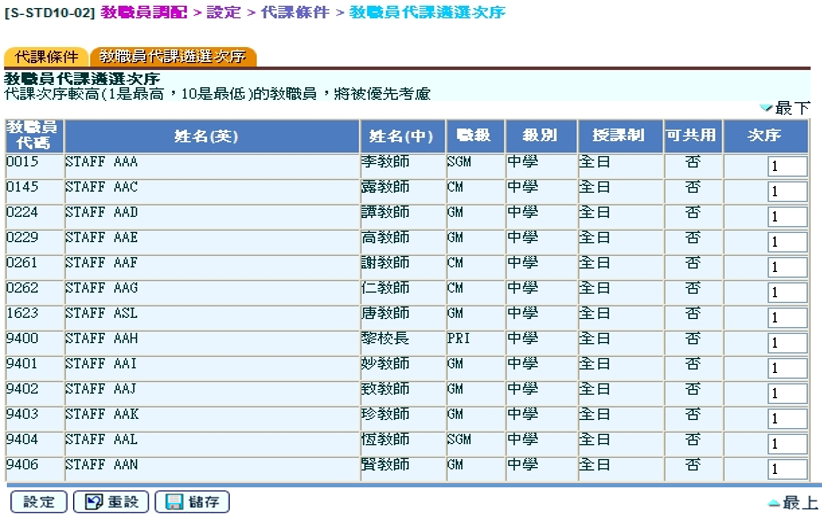 [S-STD10-02] 教職員調配 > 設定 > 代課條件 > 教職員代課遴選次序
代課條件 教職員代課遴選次序
教職員代課遴選次序
代課次序較高(1是最高，10是最低)的教職員，將被優先考慮
最下
教職員代碼 姓名(英) 姓名(中) 職級 級別 授課制 可共用 次序
0015 STAFF AAA 李教師 SGM 中學 全日 否 1
0145 STAFF AAC 露教師 CM 中學 全日 否 1
0224 STAFF AAD 譚教師 GM 中學 全日 否 1
0229 STAFF AAE 高教師 GM 中學 全日 否 1
0261 STAFF AAF 謝教師 CM 中學 全日 否 1
0262 STAFF AAG 仁教師 CM 中學 全日 否 1
1623 STAFF ASL 唐教師 GM 中學 全日 否 1
9400 STAFF AAH 黎校長 PRI 中學 全日 否 1
9401 STAFF AAI 妙教師 GM 中學 全日 否 1
9402 STAFF AAJ 致教師 GM 中學 全日 否 1
9403 STAFF AAK 珍教師 GM 中學 全日 否 1
9404 STAFF AAL 恆教師 SGM 中學 全日 否 1
9406 STAFF AAN 賢教師 GM 中學 全日 否 1
設定 重設 儲存 最上